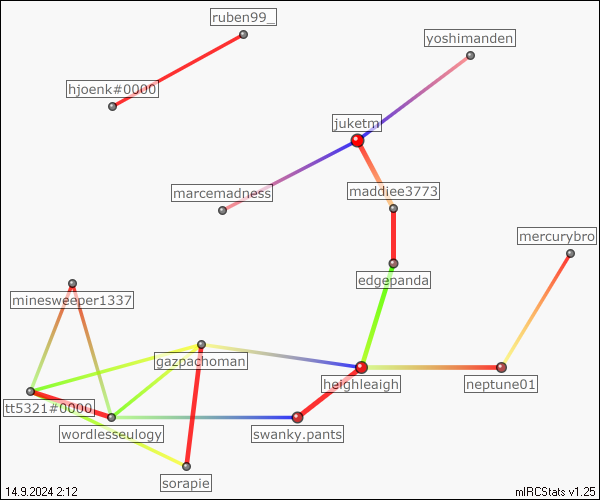 ruben99_
yoshimanden
hjoenk#0000
juketm
marcemadness
maddiee3773
mercurybro
edgepanda
minesweeper1337
gazpachoman
heighleaigh
neptune01
tt5321#0000
wordlesseulogy
swanky.pants
sorapie
14.9.2024 2:12
mIRCStats v1.25